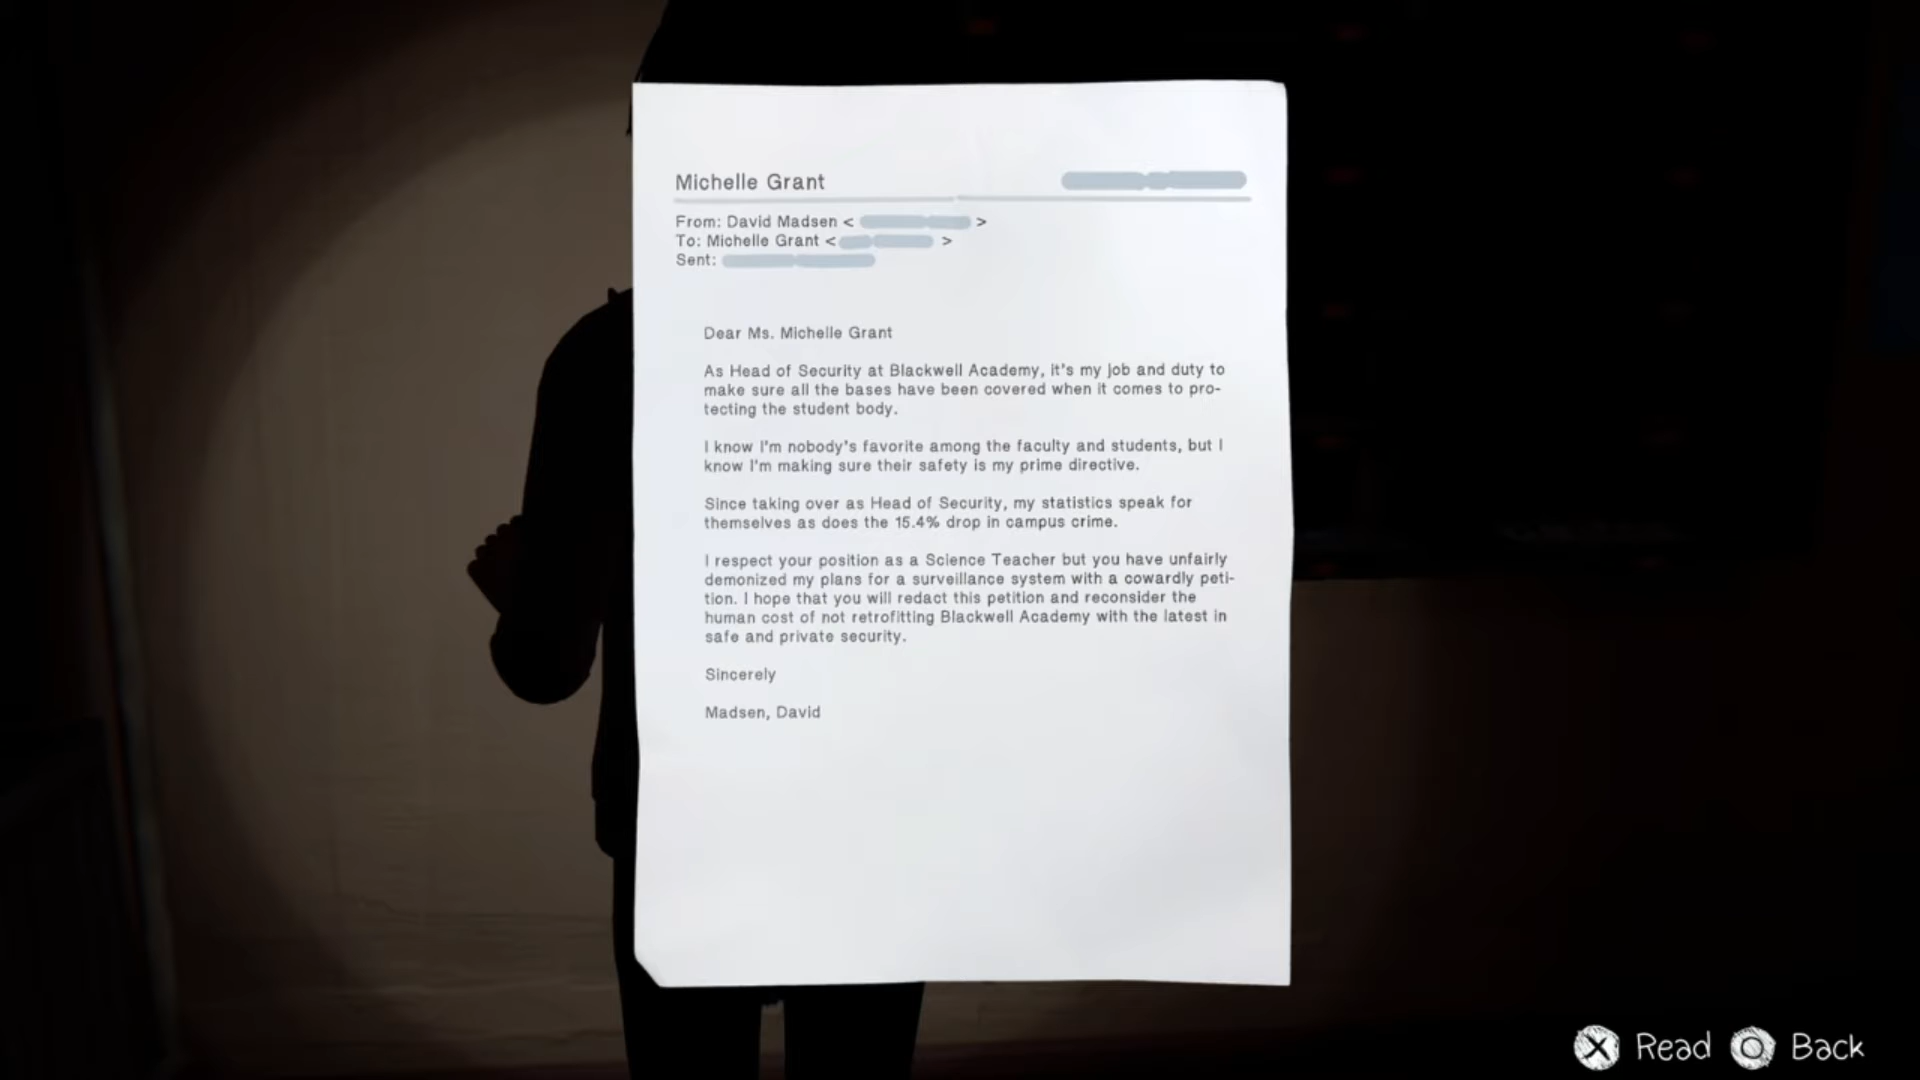 Michelle Grant
From: David Madsen < >
To: Michelle Grant < >
Sent:
Dear Ms. Michelle Grant
As Head of Security at Blackwell Academy, it's my job and duty to
make sure all the bases have been covered when it comes to pro-
tecting the student body.
I know I'm nobody's favorite among the faculty and students, but I
know I'm making sure their safety is my prime directive.
Since taking over as Head of Security, my statistics speak for
themselves as does the 15.4% drop in campus crime.
I respect your position as a Science Teacher but you have unfairly
demonized my plans for a surveillance system with a cowardly peti-
tion. I hope that you will redact this petition and reconsider the
human cost of not retrofitting Blackwell Academy with the latest in
safe and private security.
Sincerely
Madsen, David
X Read O Back